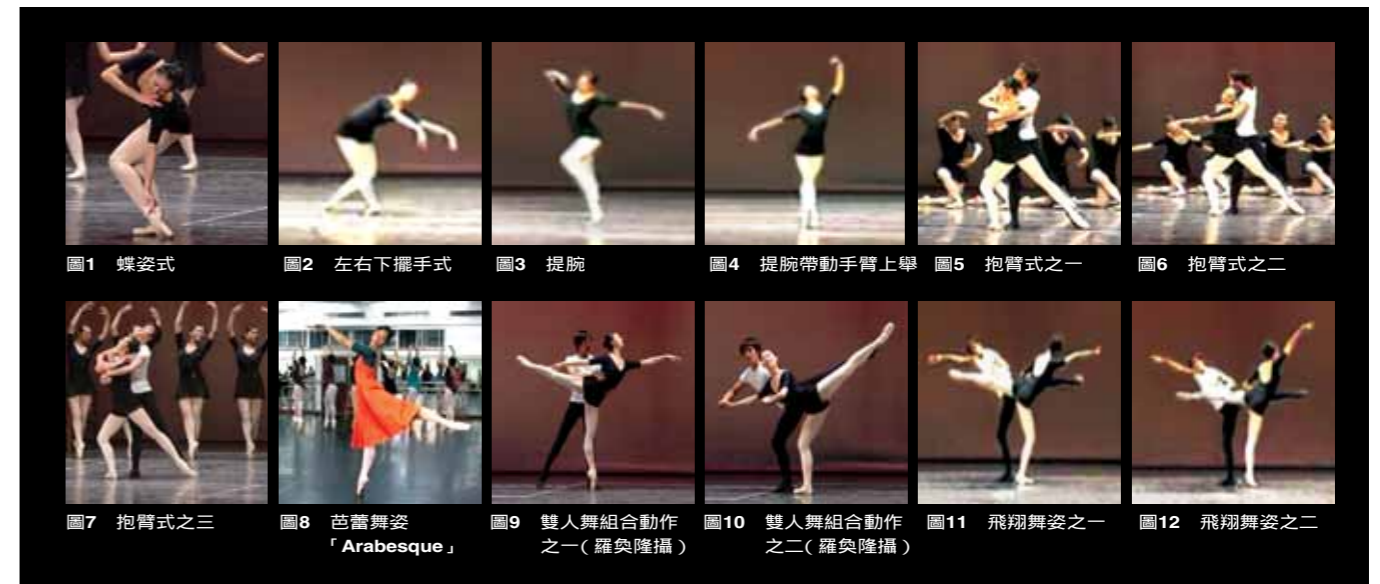 圖1 蝶姿式
圖2 左右下擺手式
圖3 提腕
圖4 提腕帶動手臂上舉
圖5 抱臂式之一
圖6 抱臂式之二
圖7 抱臂式之三
圖8 芭蕾舞姿
「Arabesque」
圖9 雙人舞組合動作
之一(羅奐隆攝)
圖10 雙人舞組合動作
之二(羅奐隆攝)
圖11 飛翔舞姿之一
圖12 飛翔舞姿之二